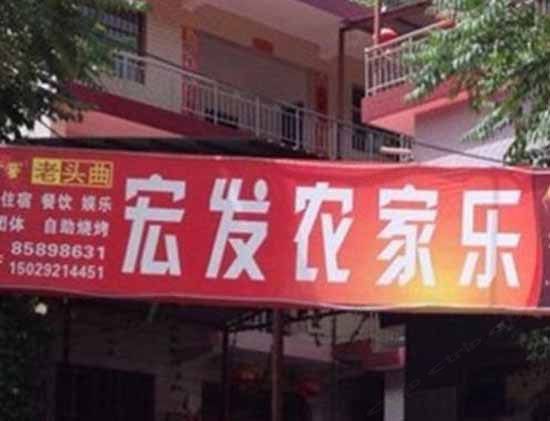 老头曲
住宿 餐饮 娱乐
团体 自助烧烤
85898631
15029214451
宏发农家乐